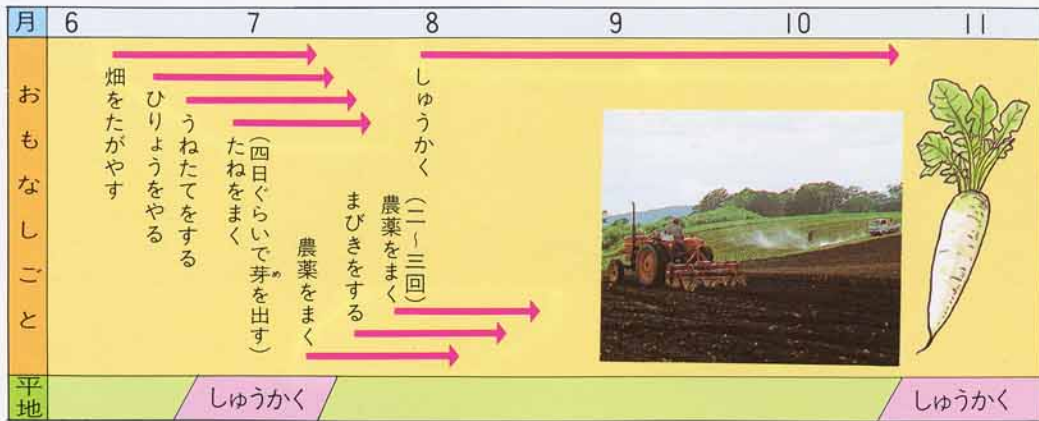 月 6 7 8 9 10 11
おもなしごと
畑をたがやす
ひりょうをやる
うねたてをする
たねをまく
(四日ぐらいで芽を出す)
め
農薬をまく
まびきをする
農薬をまく
(二〜三回)
しゅうかく
平地
しゅうかく
しゅうかく